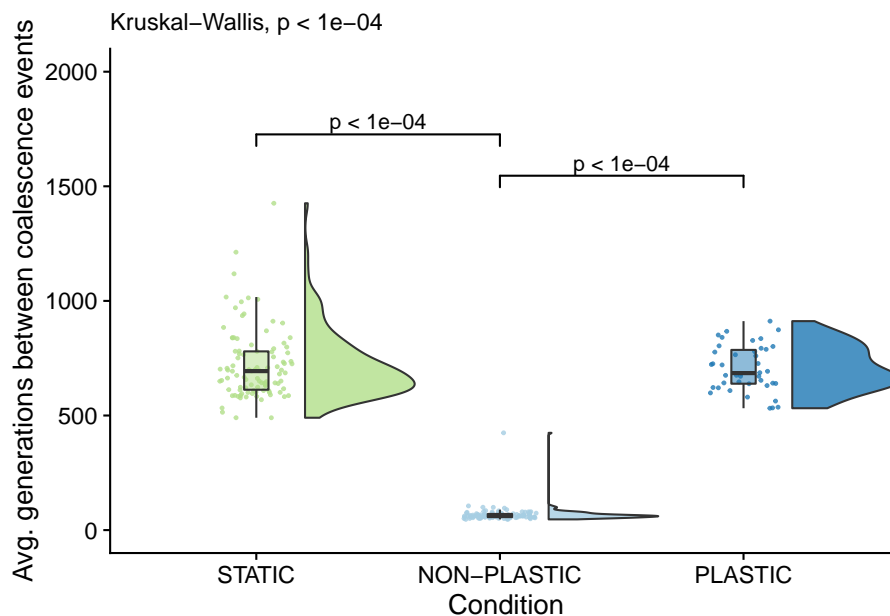 Kruskal−Wallis, p < 1e−04
Avg. generations between coalescence events
2000
1500
1000
500
0
p < 1e−04
p < 1e−04
STATIC
NON−PLASTIC
PLASTIC
Condition